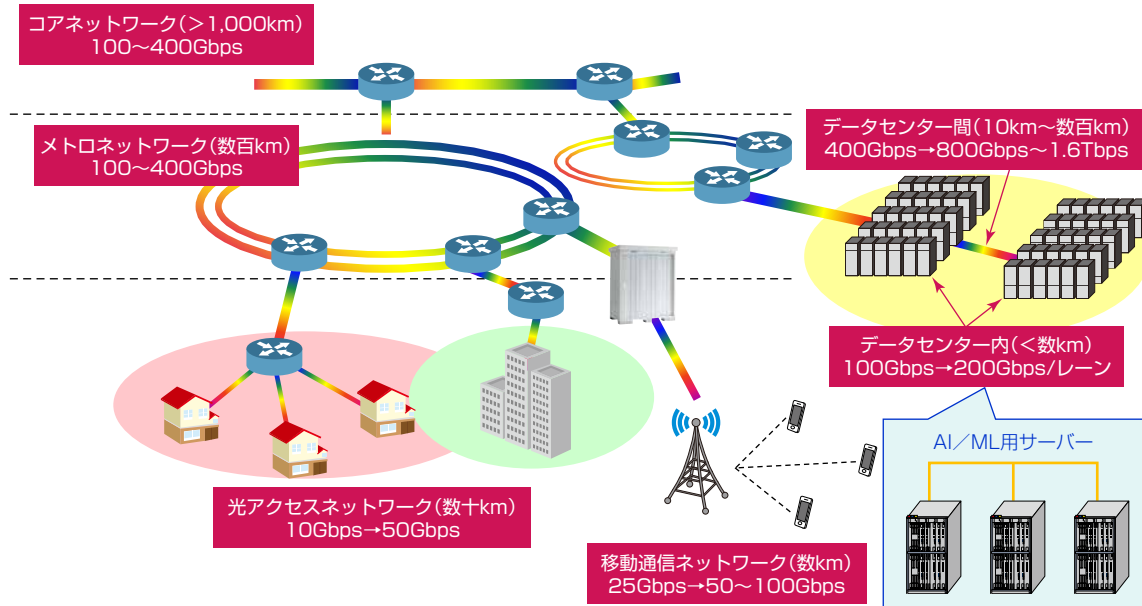 コアネットワーク(>1,000km)
100～400Gbps
メトロネットワーク(数百km)
100～400Gbps
データセンター間(10km～数百km)
400Gbps→800Gbps～1.6Tbps
データセンター内(<数km)
100Gbps→200Gbps/レーン
AI／ML用サーバー
光アクセスネットワーク(数十km)
10Gbps→50Gbps
移動通信ネットワーク(数km)
25Gbps→50～100Gbps